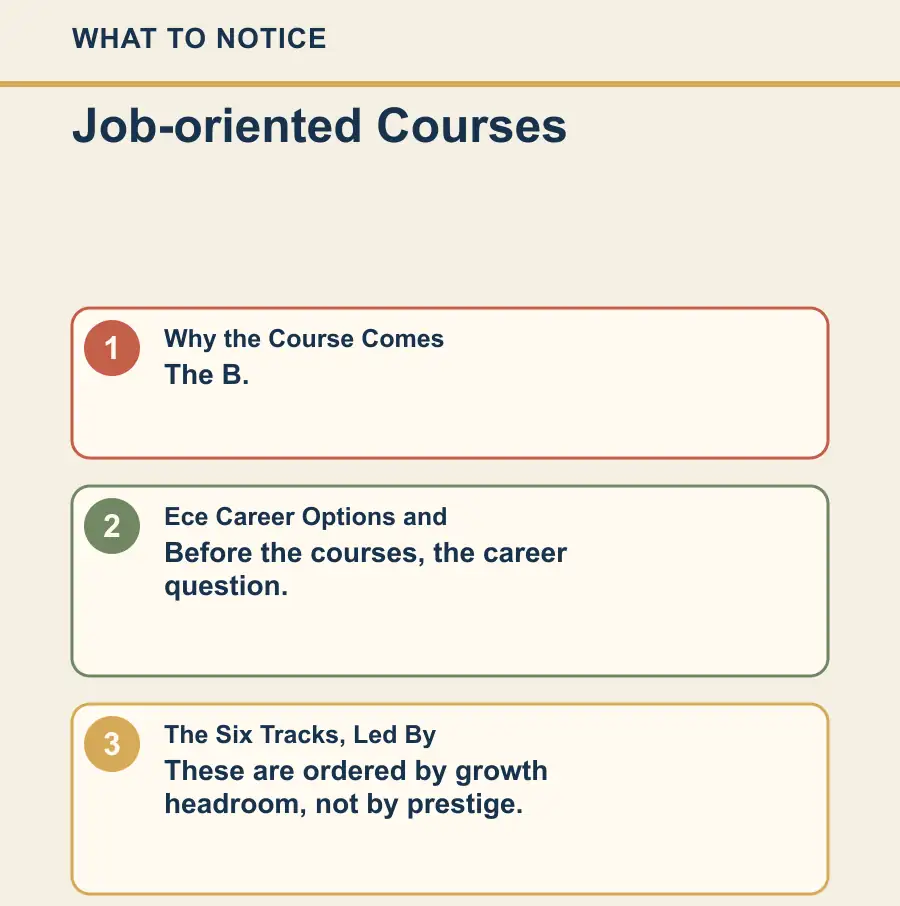 WHAT TO NOTICE
Job-oriented Courses
1
Why the Course Comes
The B.
2
Ece Career Options and
Before the courses, the career
question.
3
The Six Tracks, Led By
These are ordered by growth
headroom, not by prestige.